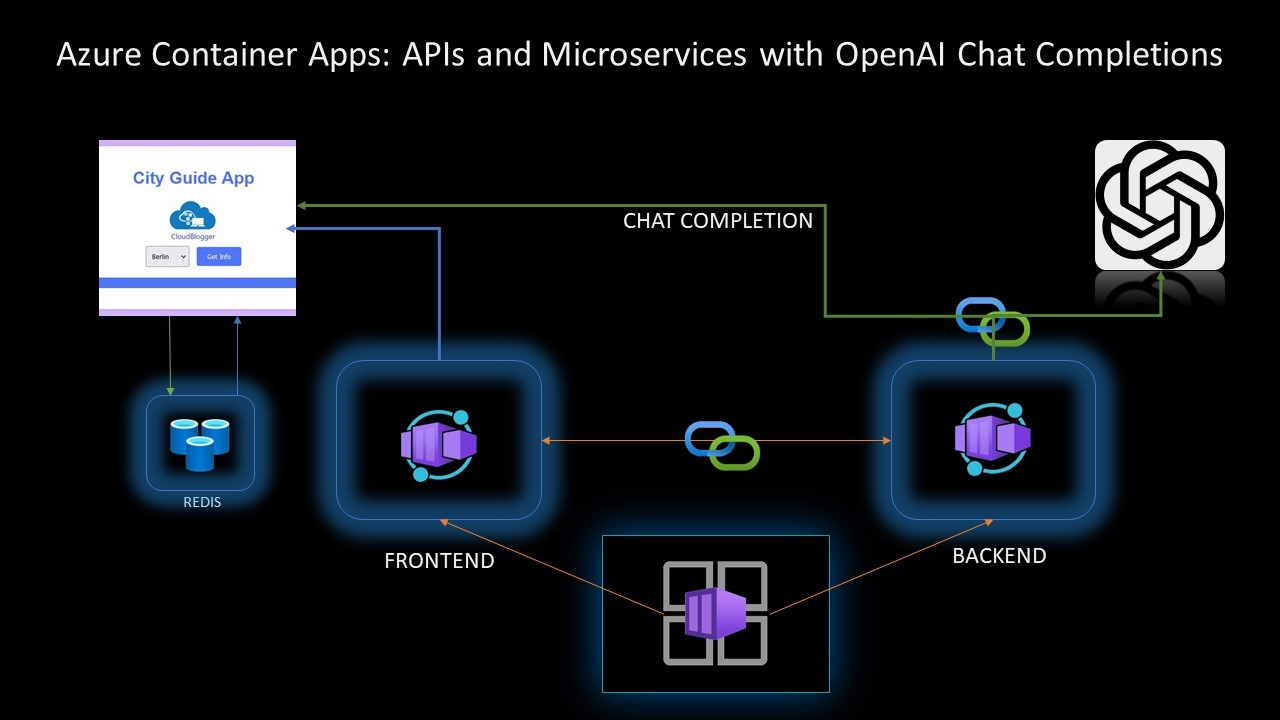 Azure Container Apps: APIs and Microservices with OpenAI Chat Completions
City Guide App
CloudBlogger
Berlin
Get Info
CHAT COMPLETION
REDIS
FRONTEND
BACKEND